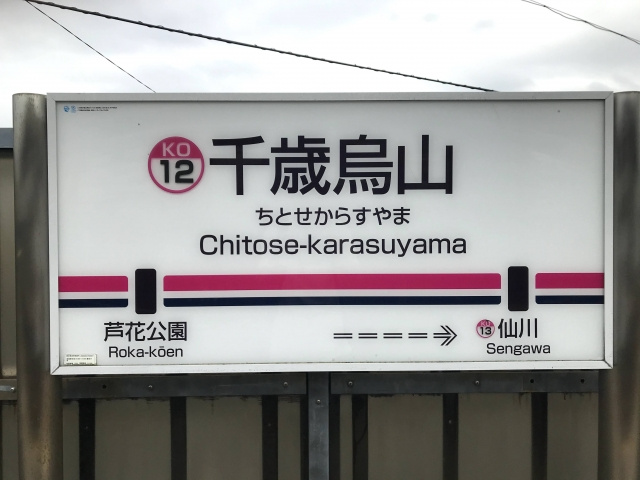 KO
12
千歳烏山
ちとせからすやま
Chitose-karasuyama
芦花公園
Roka-kōen
KO
13
仙川
Sengawa